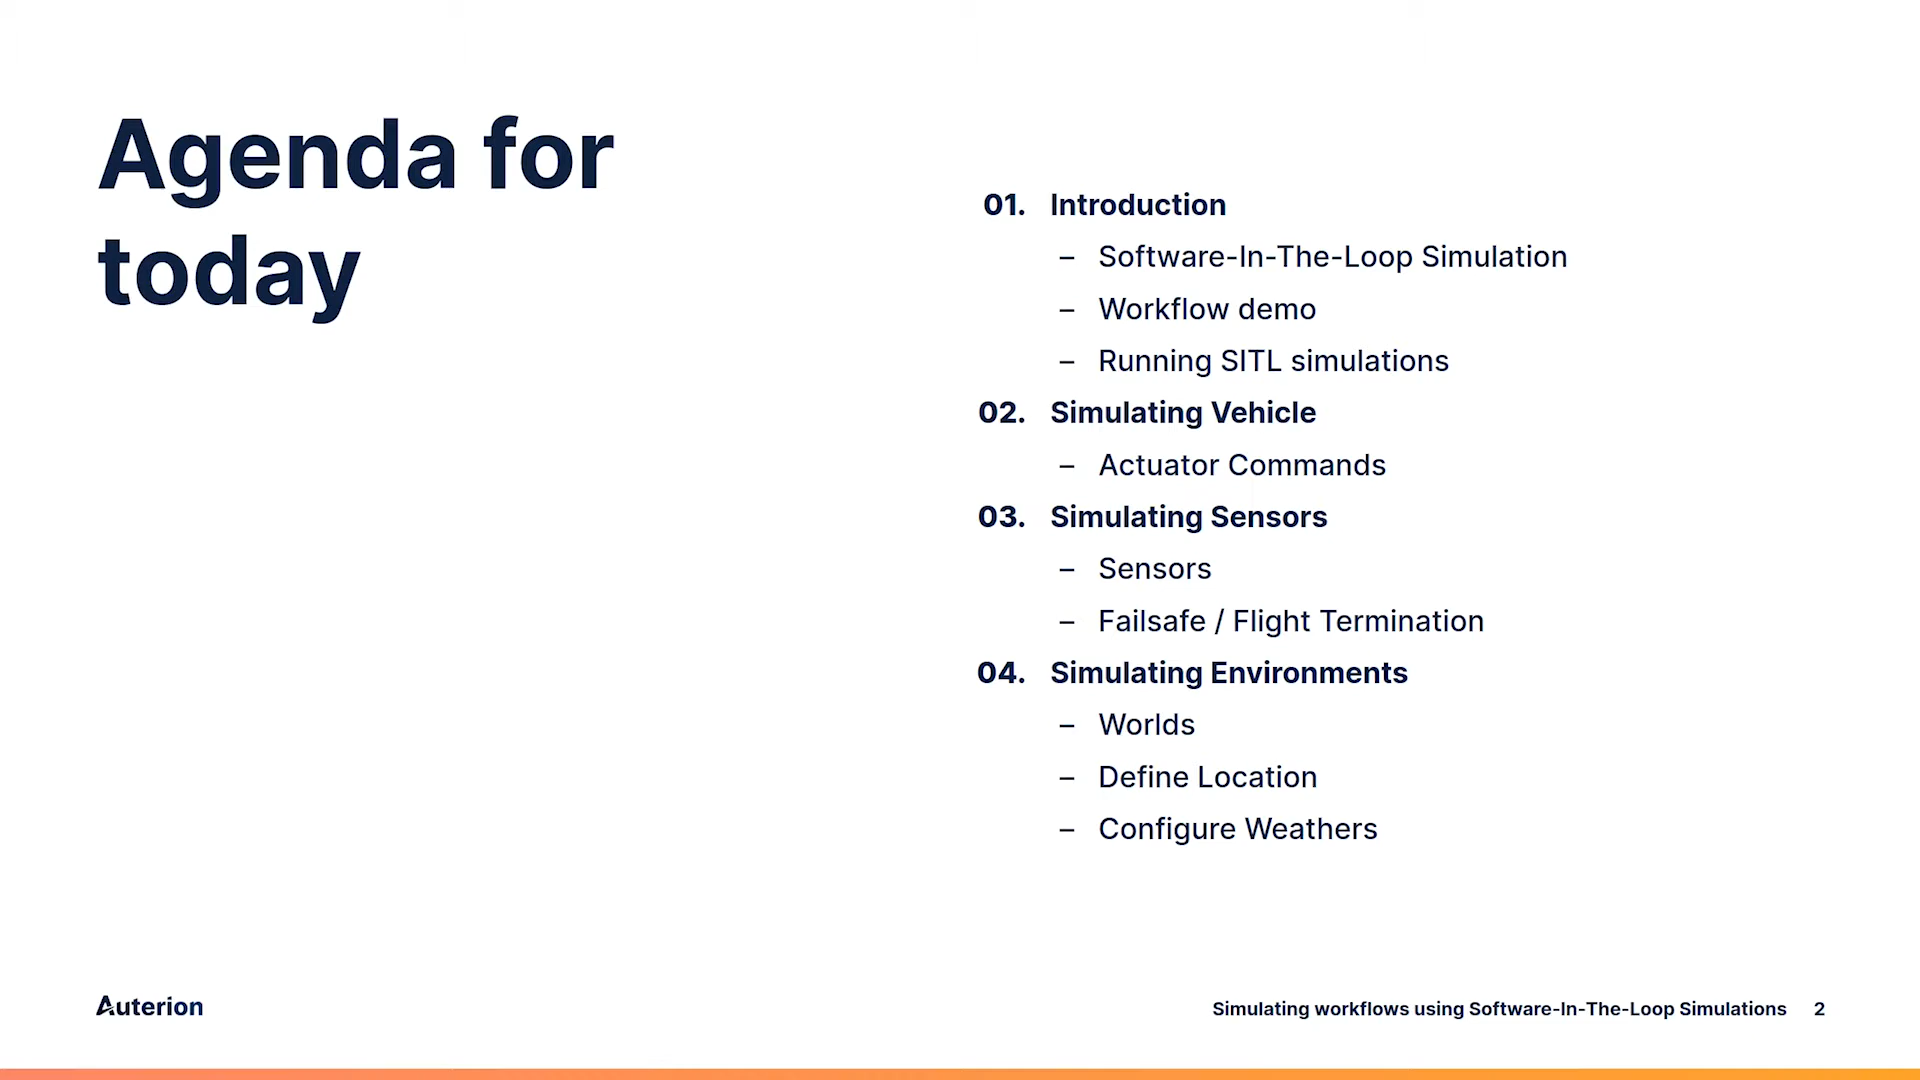 Agenda for
today
01. Introduction
– Software-In-The-Loop Simulation
– Workflow demo
– Running SITL simulations
02. Simulating Vehicle
– Actuator Commands
03. Simulating Sensors
– Sensors
– Failsafe / Flight Termination
04. Simulating Environments
– Worlds
– Define Location
– Configure Weathers
Auterion
Simulating workflows using Software-In-The-Loop Simulations 2